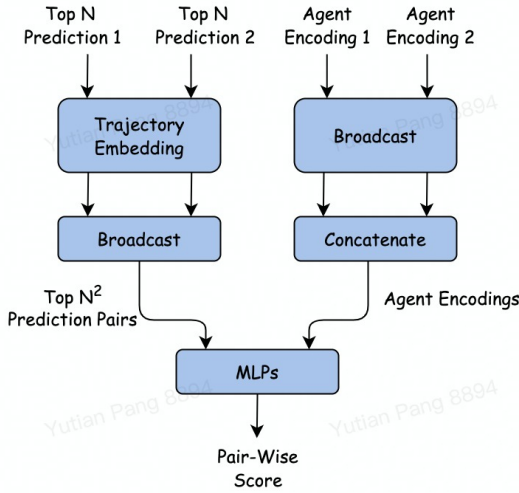 Top N
Prediction 1
Top N
Prediction 2
Agent
Encoding 1
Agent
Encoding 2
Trajectory
Embedding
Broadcast
Broadcast
Concatenate
Top N²
Prediction Pairs
Agent Encodings
MLPs
Pair-Wise
Score
Yutian Pang 8894
Yutian Pang 8894
Yutian Pang 8894
Yutian Pang 8894